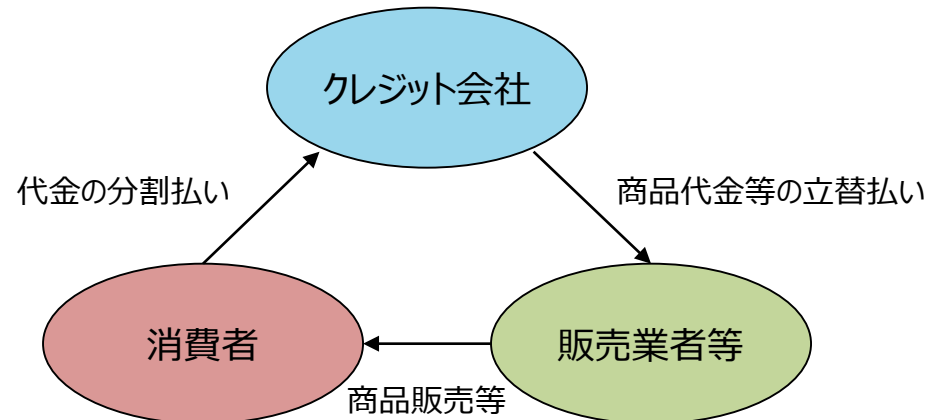 クレジット会社
代金の分割払い
商品代金等の立替払い
消費者
販売業者等
商品販売等